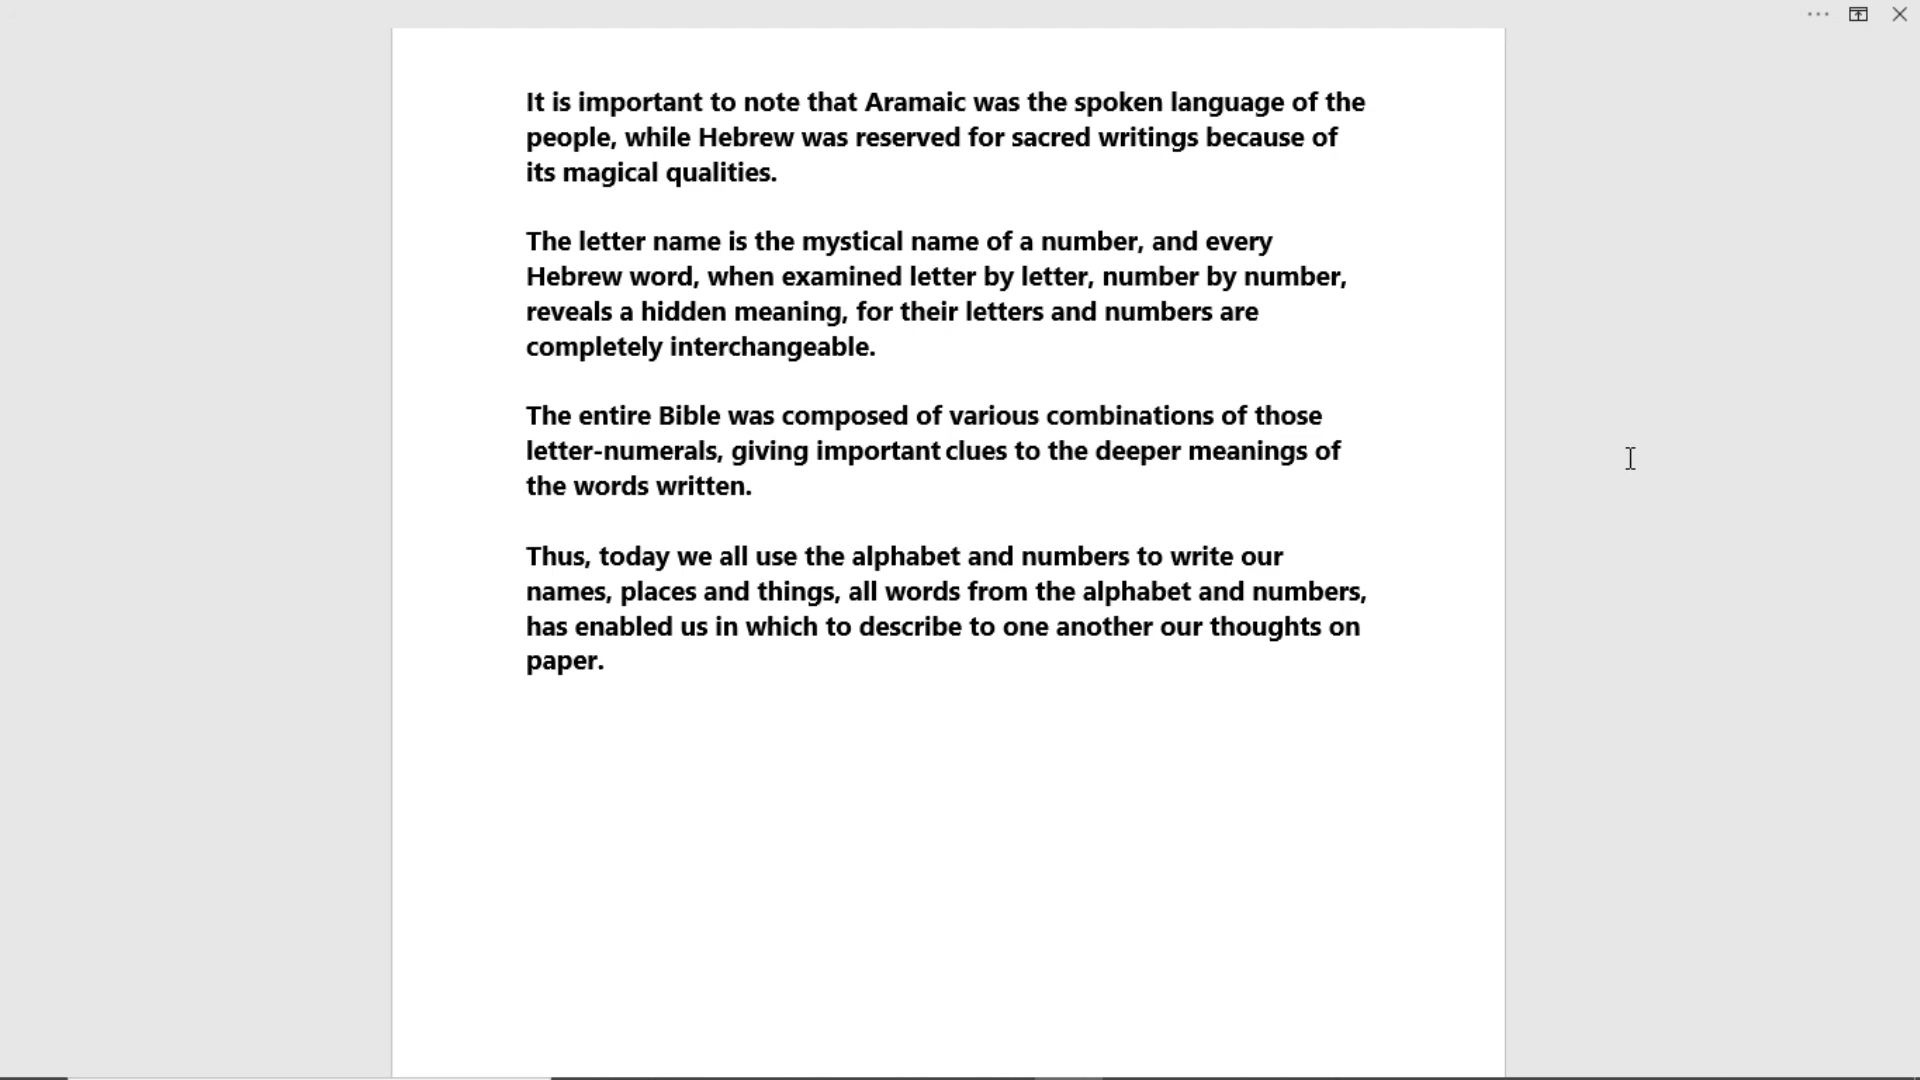 It is important to note that Aramaic was the spoken language of the
people, while Hebrew was reserved for sacred writings because of
its magical qualities.
The letter name is the mystical name of a number, and every
Hebrew word, when examined letter by letter, number by number,
reveals a hidden meaning, for their letters and numbers are
completely interchangeable.
The entire Bible was composed of various combinations of those
letter-numerals, giving important clues to the deeper meanings of
the words written.
Thus, today we all use the alphabet and numbers to write our
names, places and things, all words from the alphabet and numbers,
has enabled us in which to describe to one another our thoughts on
paper.